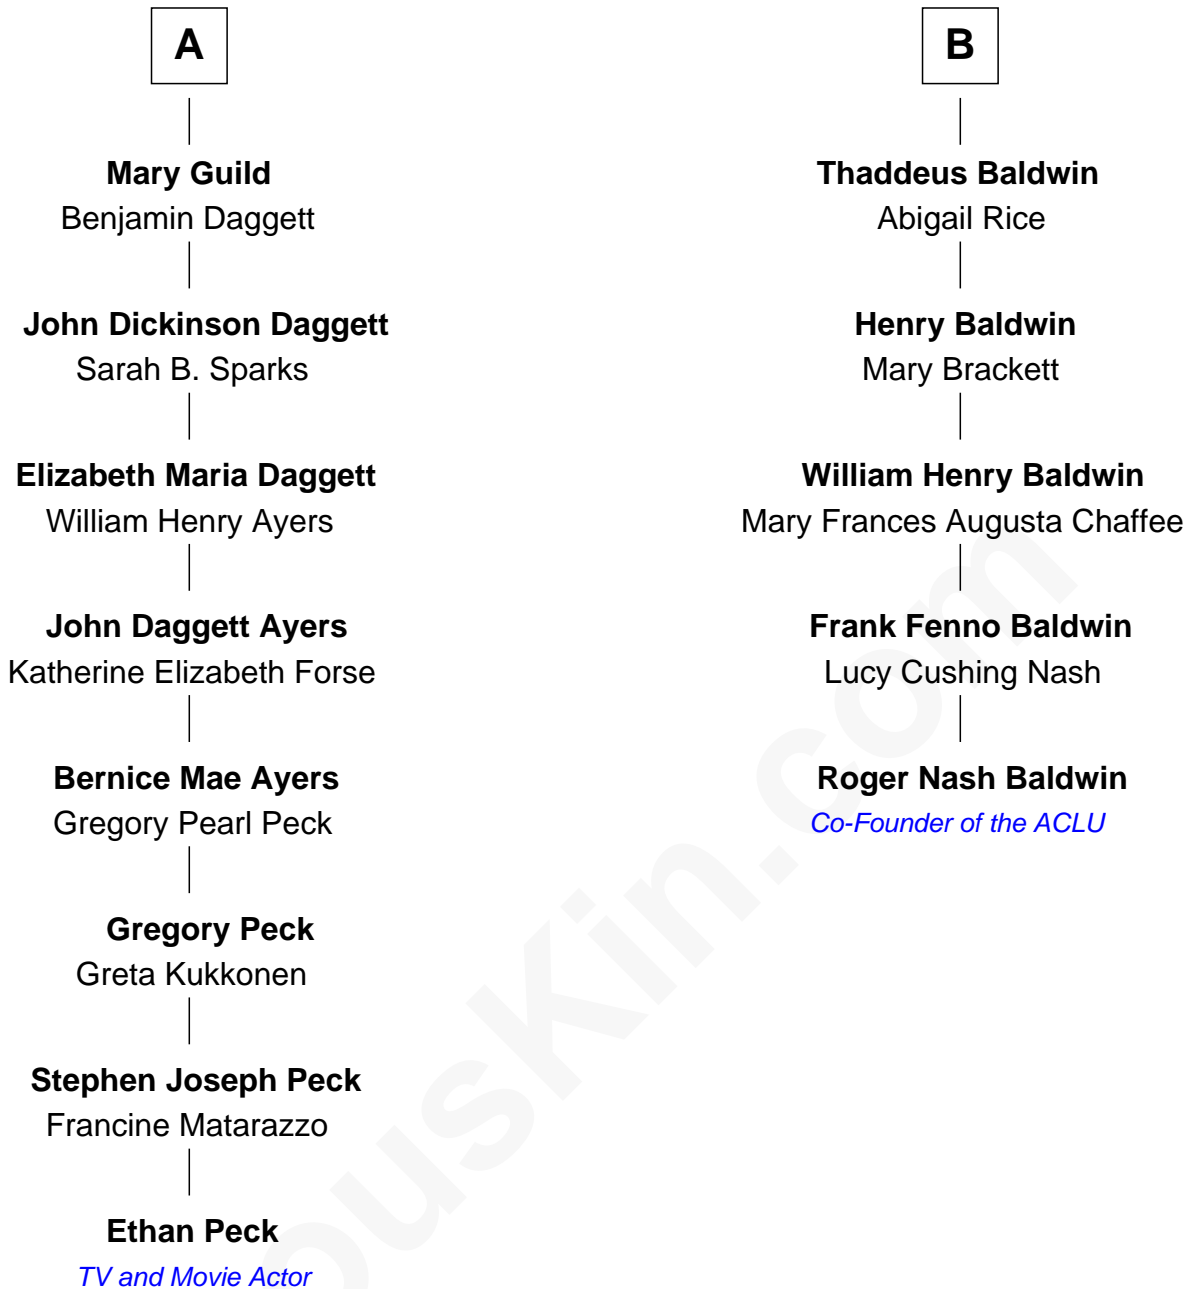 A
Mary Guild
Benjamin Daggett
John Dickinson Daggett
Sarah B. Sparks
Elizabeth Maria Daggett
William Henry Ayers
John Daggett Ayers
Katherine Elizabeth Forse
Bernice Mae Ayers
Gregory Pearl Peck
Gregory Peck
Greta Kukkonen
Stephen Joseph Peck
Francine Matarazzo
Ethan Peck
TV and Movie Actor
B
Thaddeus Baldwin
Abigail Rice
Henry Baldwin
Mary Brackett
William Henry Baldwin
Mary Frances Augusta Chaffee
Frank Fenno Baldwin
Lucy Cushing Nash
Roger Nash Baldwin
Co-Founder of the ACLU
ousKin.com